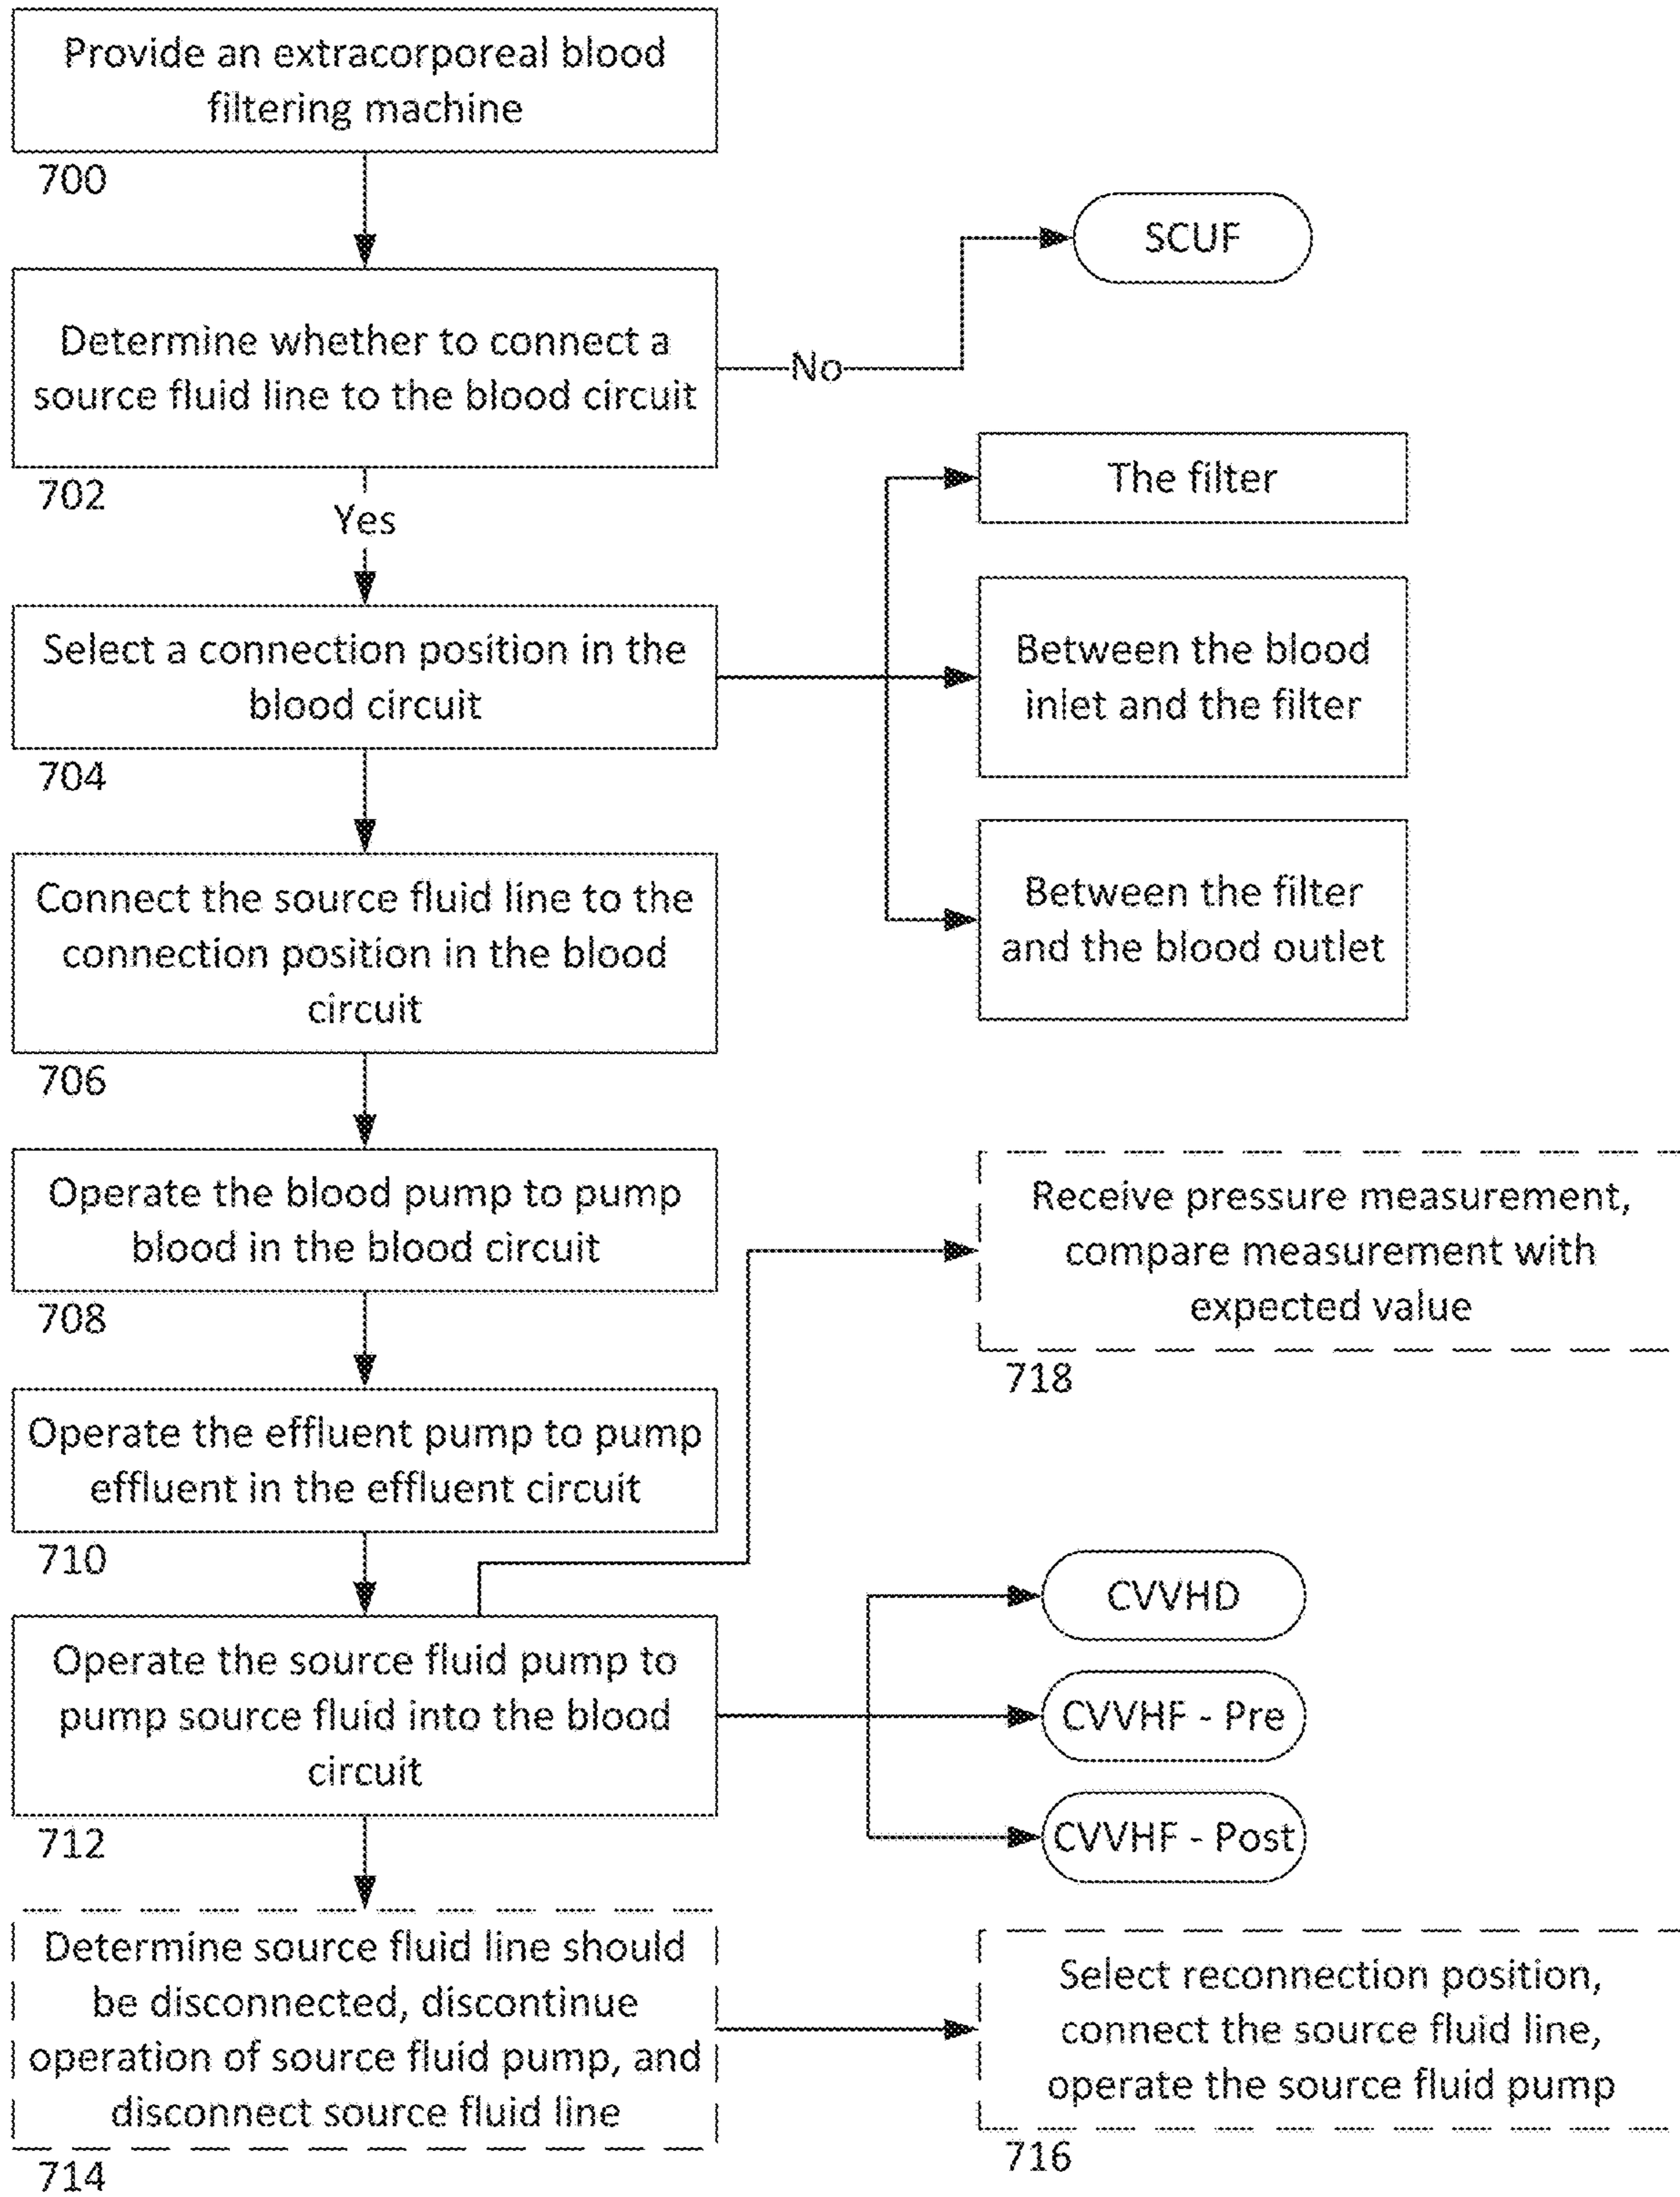 Provide an extracorporeal blood
filtering machine
700
SCUF
Determine whether to connect a
source fluid line to the blood circuit
No
702
Yes
The filter
Select a connection position in the
blood circuit
704
Between the blood
inlet and the filter
Between the filter
and the blood outlet
Connect the source fluid line to the
connection position in the blood
circuit
706
Operate the blood pump to pump
blood in the blood circuit
708
Receive pressure measurement,
compare measurement with
expected value
718
Operate the effluent pump to pump
effluent in the effluent circuit
710
Operate the source fluid pump to
pump source fluid into the blood
circuit
712
CVVHD
CVVHF - Pre
CVVHF - Post
Determine source fluid line should
be disconnected, discontinue
operation of source fluid pump, and
disconnect source fluid line
714
Select reconnection position,
connect the source fluid line,
operate the source fluid pump
716